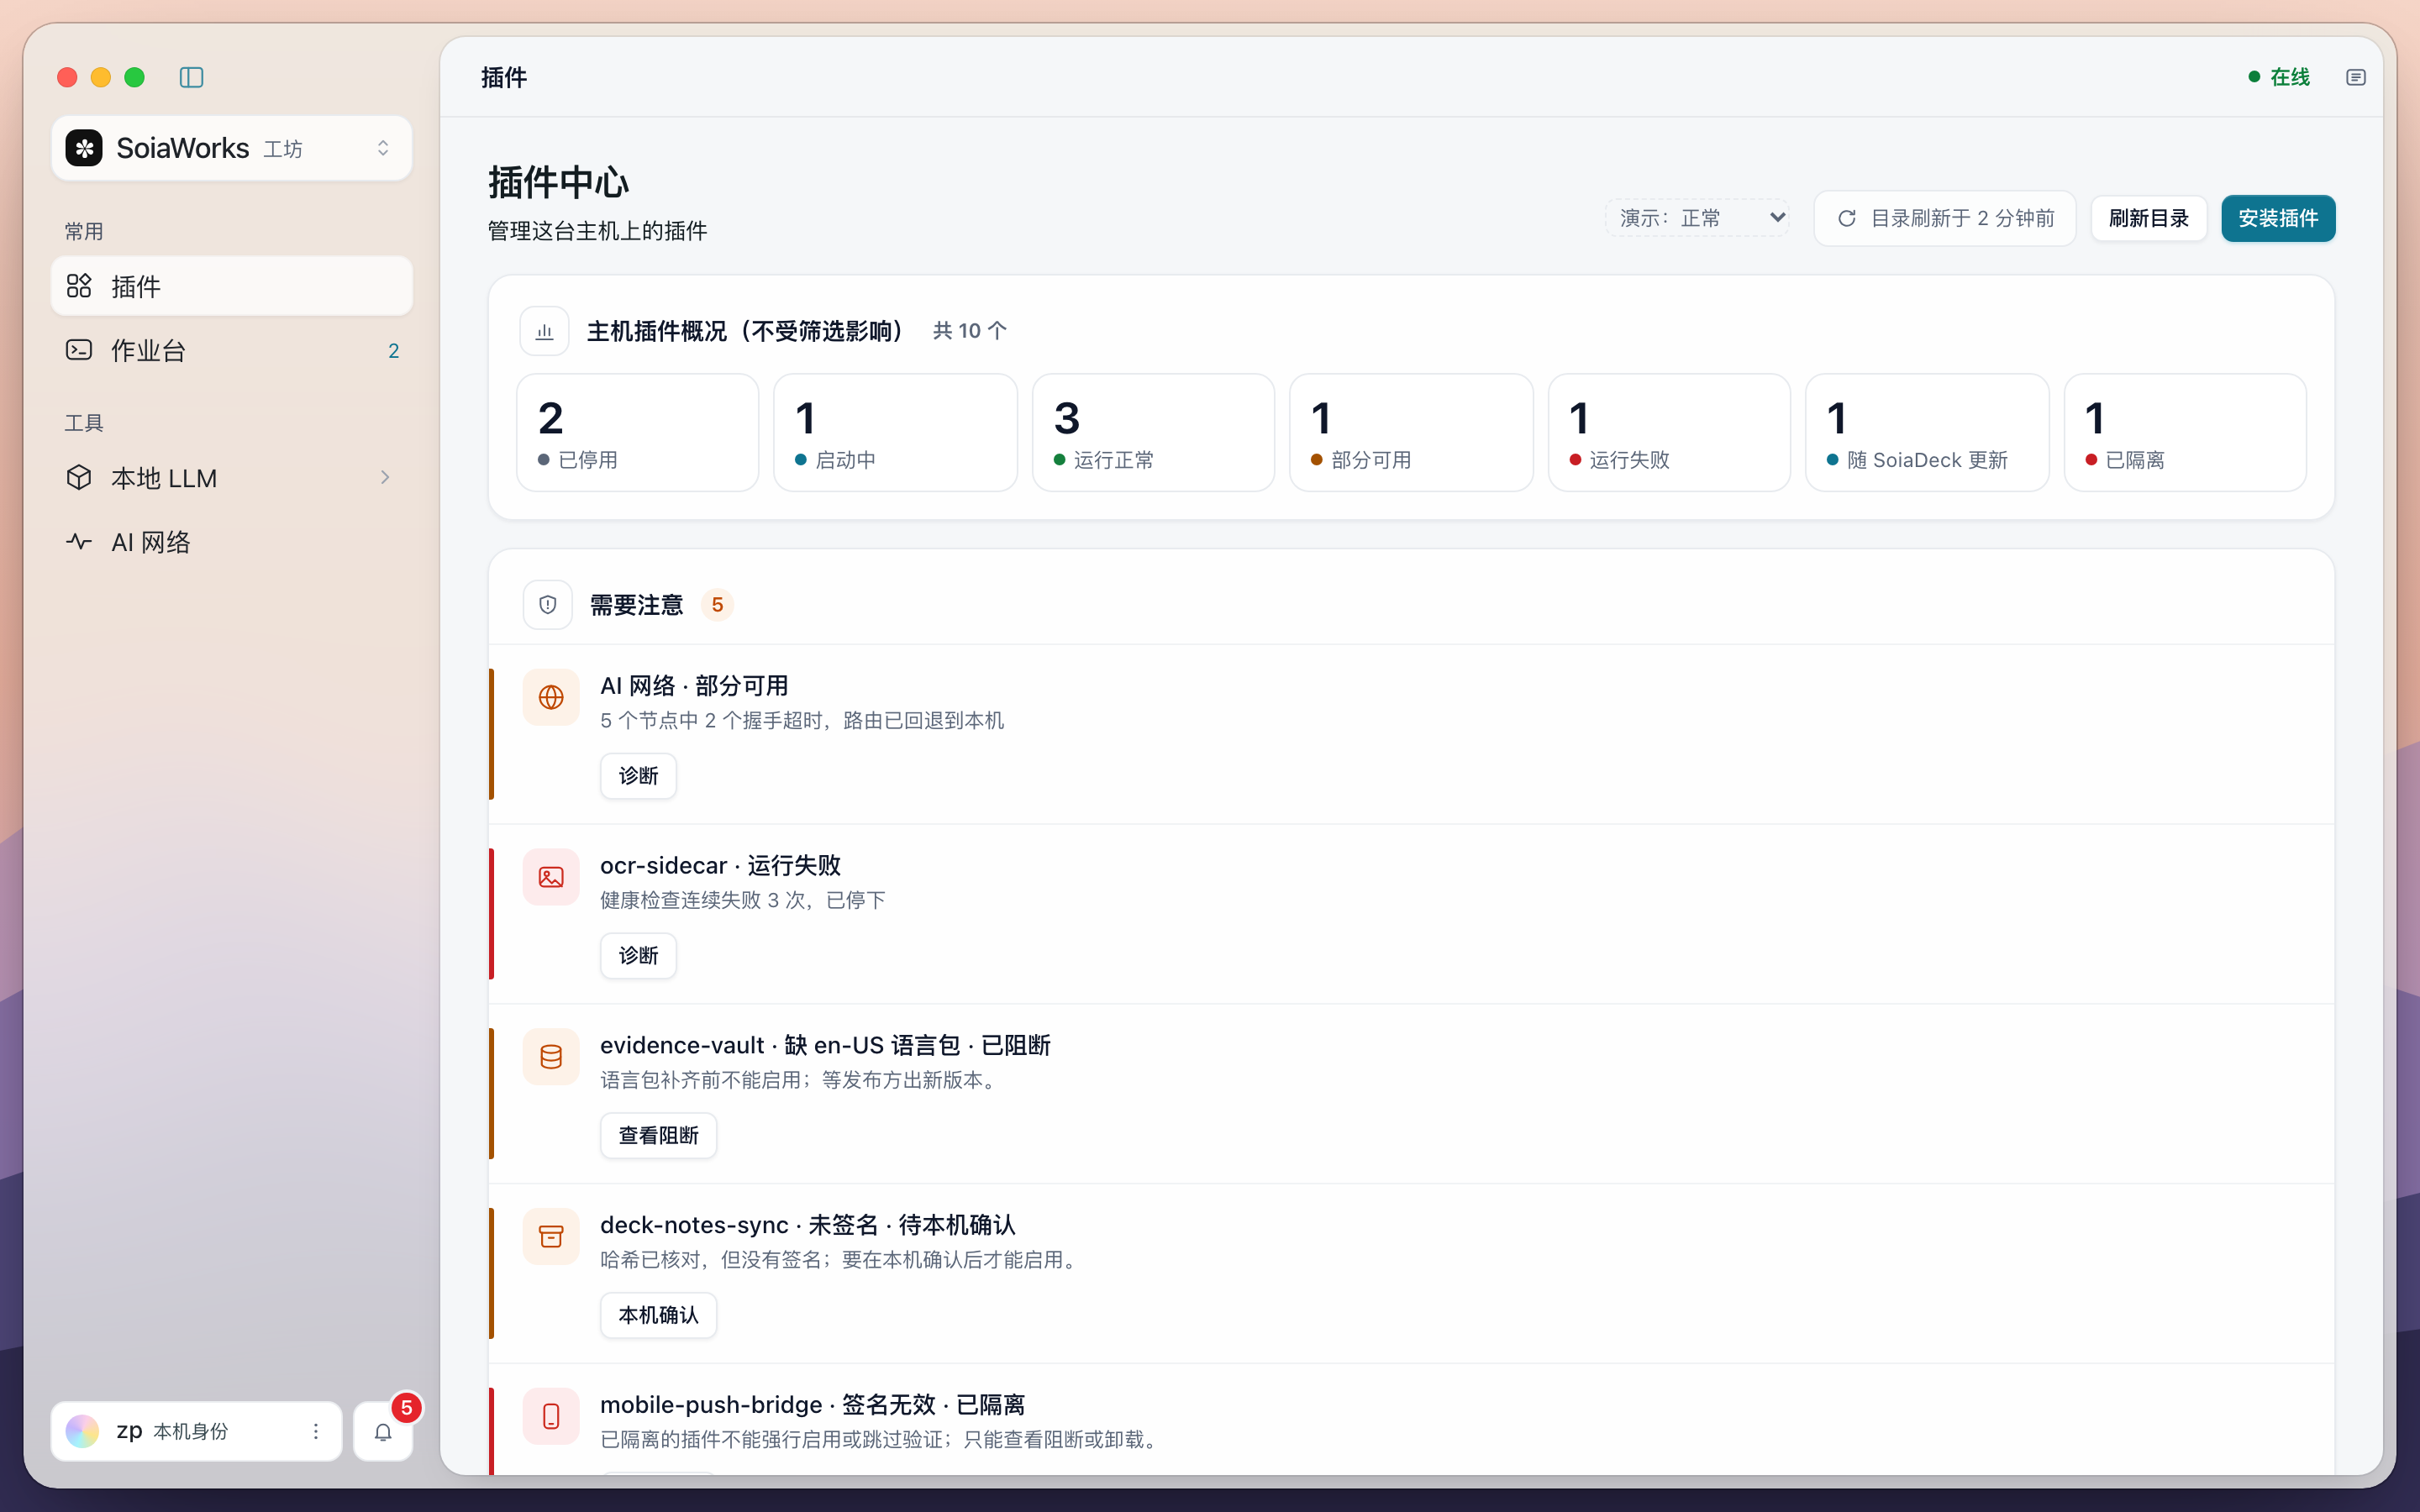 插件
在线
SoiaWorks 工坊
常用
插件
作业台 2
工具
本地 LLM
AI 网络
zp 本机身份
5
插件中心
管理这台主机上的插件
演示：正常
目录刷新于 2 分钟前
刷新目录
安装插件
主机插件概况（不受筛选影响） 共 10 个
2
已停用
1
启动中
3
运行正常
1
部分可用
1
运行失败
1
随 SoiaDeck 更新
1
已隔离
需要注意 5
AI 网络 · 部分可用
5 个节点中 2 个握手超时，路由已回退到本机
诊断
ocr-sidecar · 运行失败
健康检查连续失败 3 次，已停下
诊断
evidence-vault · 缺 en-US 语言包 · 已阻断
语言包补齐前不能启用；等发布方出新版本。
查看阻断
deck-notes-sync · 未签名 · 待本机确认
哈希已核对，但没有签名；要在本机确认后才能启用。
本机确认
mobile-push-bridge · 签名无效 · 已隔离
已隔离的插件不能强行启用或跳过验证；只能查看阻断或卸载。